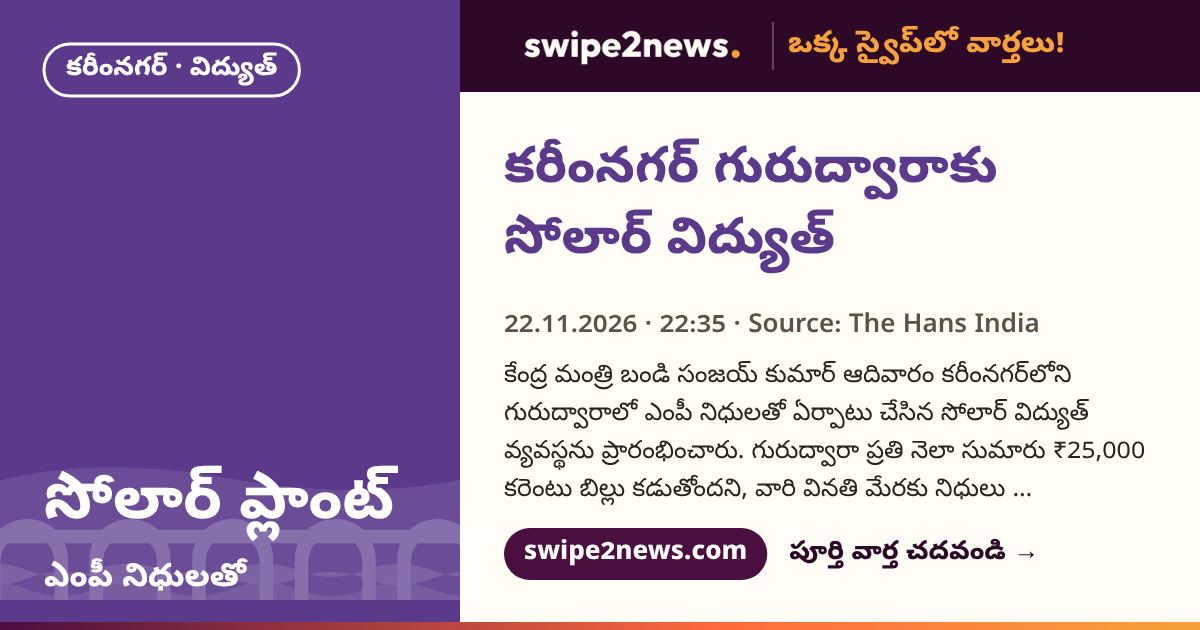 కరీంనగర్ · విద్యుత్
సోలార్ ప్లాంట్
ఎంపీ నిధులతో
swipe2news.
ఒక్క స్వైప్‌లో వార్తలు!
కరీంనగర్ గురుద్వారాకు
సోలార్ విద్యుత్
22.11.2026 · 22:35 · Source: The Hans India
కేంద్ర మంత్రి బండి సంజయ్ కుమార్ ఆదివారం కరీంనగర్‌లోని
గురుద్వారాలో ఎంపీ నిధులతో ఏర్పాటు చేసిన సోలార్ విద్యుత్
వ్యవస్థను ప్రారంభించారు. గురుద్వారా ప్రతి నెలా సుమారు ₹25,000
కరెంటు బిల్లు కడుతోందని, వారి వినతి మేరకు నిధులు ...
swipe2news.com
పూర్తి వార్త చదవండి →